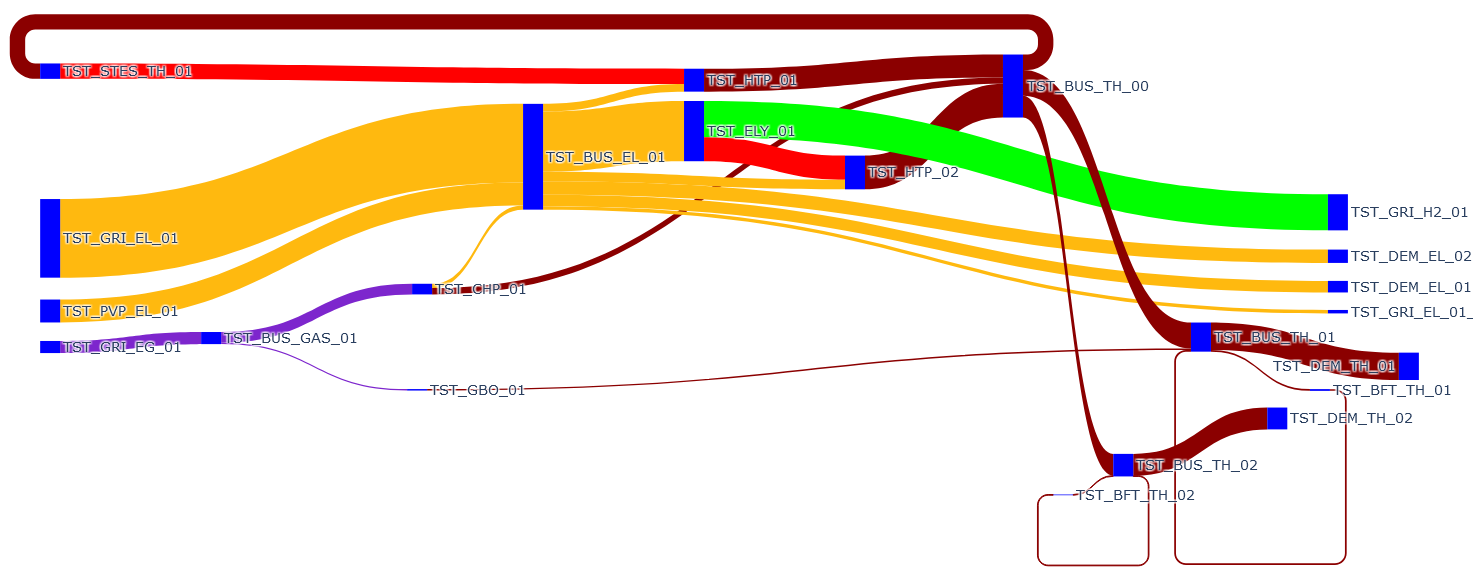 TST_STES_TH_01
TST_HTP_01
TST_BUS_TH_00
TST_ELY_01
TST_BUS_EL_01
TST_HTP_02
TST_GRI_H2_01
TST_GRI_EL_01
TST_DEM_EL_02
TST_DEM_EL_01
TST_CHP_01
TST_PVP_EL_01
TST_GRI_EL_01_
TST_BUS_GAS_01
TST_BUS_TH_01
TST_GRI_EG_01
TST_DEM_TH_01
TST_GBO_01
TST_BFT_TH_01
TST_DEM_TH_02
TST_BUS_TH_02
TST_BFT_TH_02